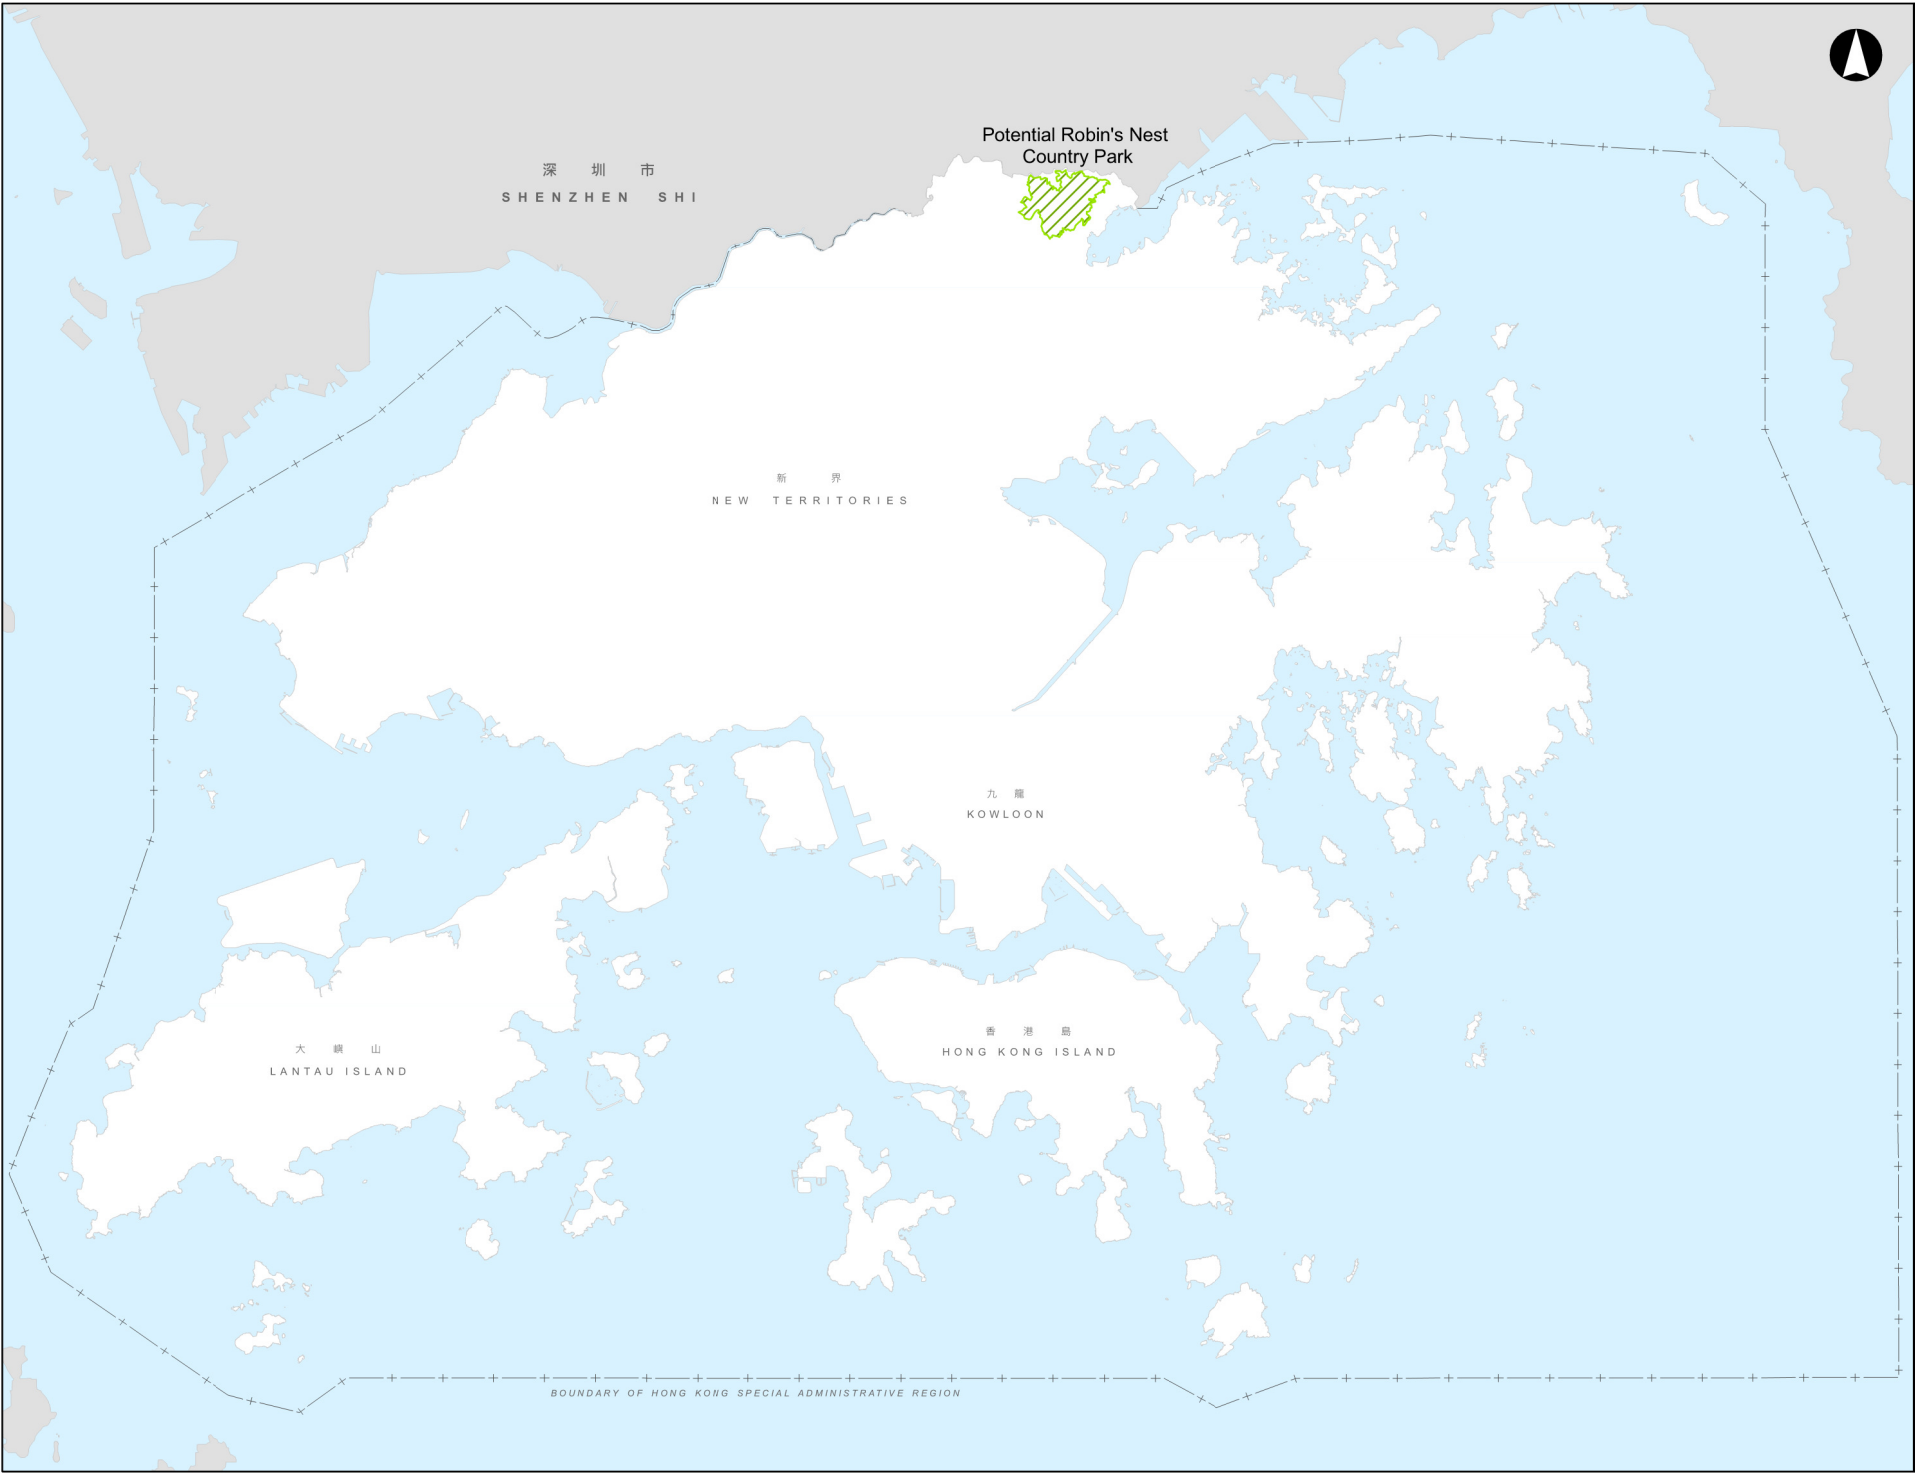 Potential Robin's Nest
Country Park
深 圳 市
SHENZHEN SHI
新 界
NEW TERRITORIES
九 龍
KOWLOON
香 港 島
HONG KONG ISLAND
大 嶼 山
LANTAU ISLAND
BOUNDARY OF HONG KONG SPECIAL ADMINISTRATIVE REGION